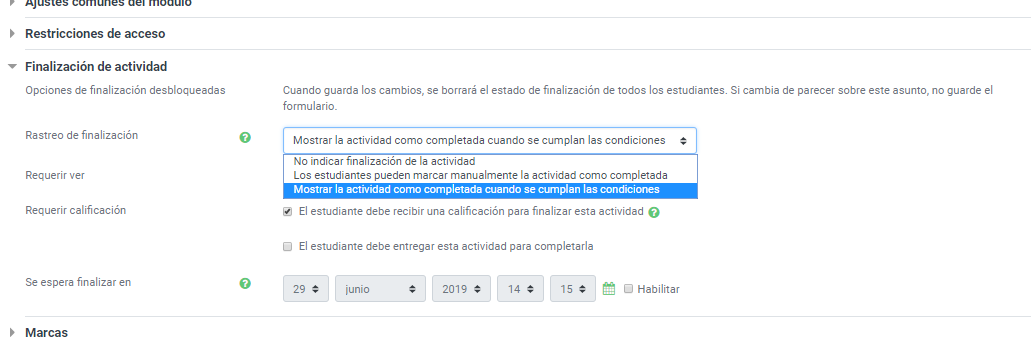 Ajustes comunes del módulo
Restricciones de acceso
Finalización de actividad
Opciones de finalización desbloqueadas
Cuando guarda los cambios, se borrará el estado de finalización de todos los estudiantes. Si cambia de parecer sobre este asunto, no guarde el
formulario.
Rastreo de finalización
Mostrar la actividad como completada cuando se cumplan las condiciones
No indicar finalización de la actividad
Los estudiantes pueden marcar manualmente la actividad como completada
Mostrar la actividad como completada cuando se cumplan las condiciones
Requerir ver
Requerir calificación
El estudiante debe recibir una calificación para finalizar esta actividad
El estudiante debe entregar esta actividad para completarla
Se espera finalizar en
29 junio 2019 14 15 Habilitar
Marcas